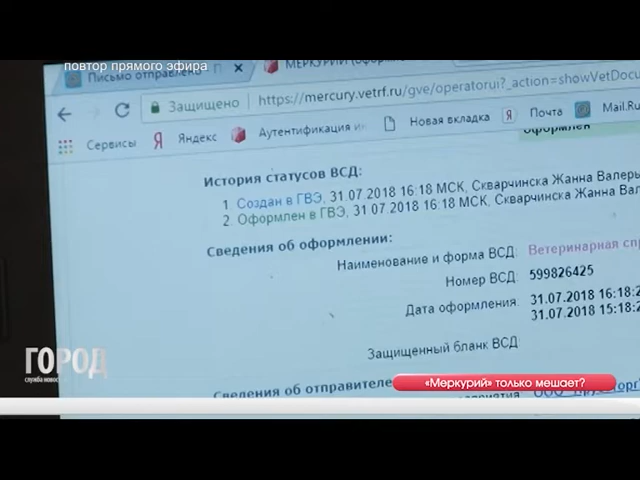 повтор прямого эфира
Письмо отправлено - П
МЕРКУРИЙ (оформ
Защищено
https://mercury.vetrf.ru/gve/operatorui?_action=showVetDocu
Сервисы Яндекс Аутентификация и Новая вкладка Почта Mail.Ru
оформлен
История статусов ВСД:
1. Создан в ГВЭ, 31.07.2018 16:18 МСК, Скварчинска Жанна Валерь
2. Оформлен в ГВЭ, 31.07.2018 16:18 МСК, Скварчинска Жанна Вал
Сведения об оформлении:
Наименование и форма ВСД: Ветеринарная спр
Номер ВСД: 599826425
Дата оформления: 31.07.2018 16:18:2
31.07.2018 15:18:2
Защищенный бланк ВСД
Сведения об отправителе
ГОРОД
служба новос
«Меркурий» только мешает?